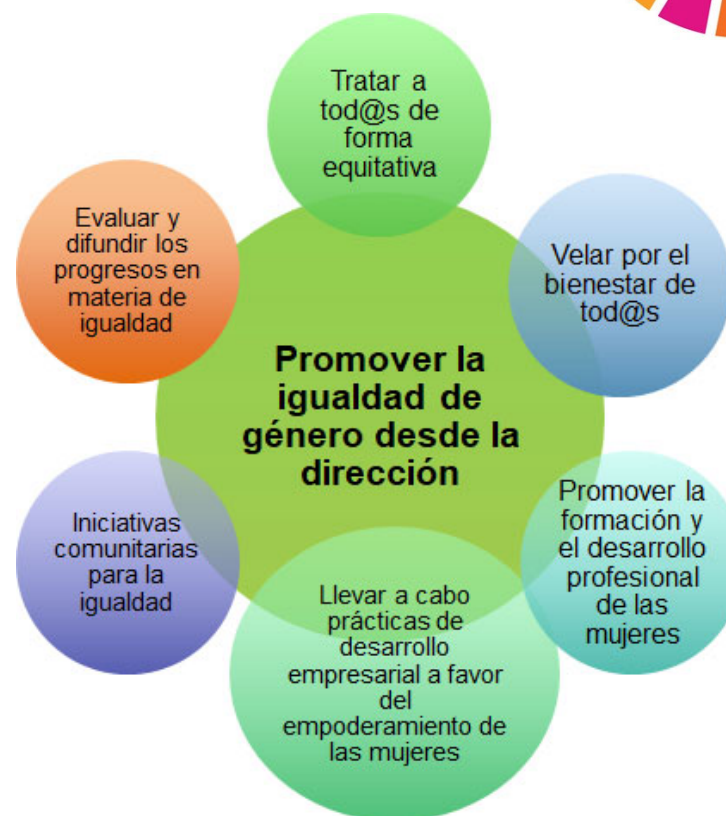 Tratar a
tod@s de
forma
equitativa
Velar por el
bienestar de
tod@s
Promover la
formación y
el desarrollo
profesional
de las
mujeres
Llevar a cabo
prácticas de
desarrollo
empresarial a favor
del
empoderamiento de
las mujeres
Iniciativas
comunitarias
para la
igualdad
Evaluar y
difundir los
progresos en
materia de
igualdad
Promover la
igualdad de
género desde la
dirección